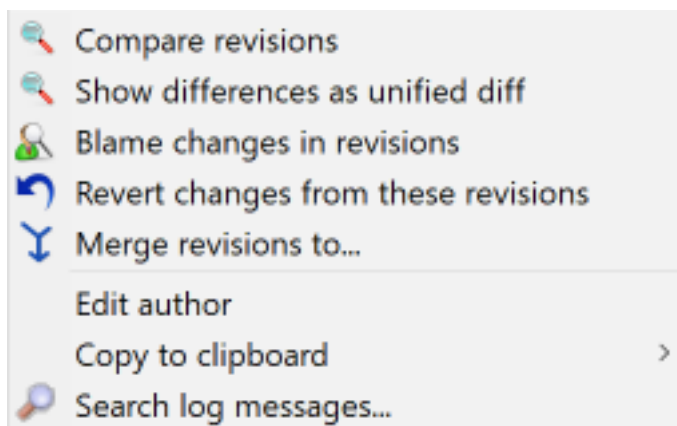 Compare revisions
Show differences as unified diff
Blame changes in revisions
Revert changes from these revisions
Merge revisions to...
Edit author
Copy to clipboard
Search log messages...